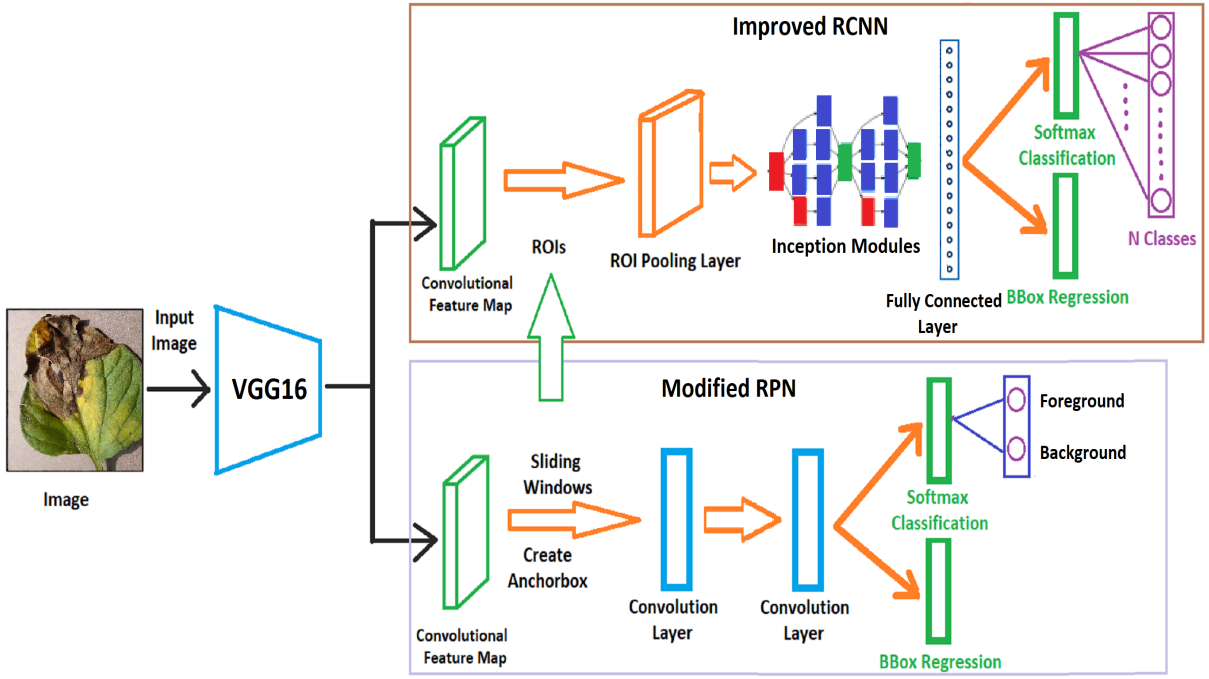 Improved RCNN
Softmax
Classification
N Classes
ROIs
ROI Pooling Layer
Inception Modules
Convolutional
Feature Map
Fully Connected
Layer
BBox Regression
Input
Image
VGG16
Image
Modified RPN
Foreground
Background
Sliding
Windows
Create
Anchorbox
Softmax
Classification
Convolution
Layer
Convolution
Layer
Convolutional
Feature Map
BBox Regression